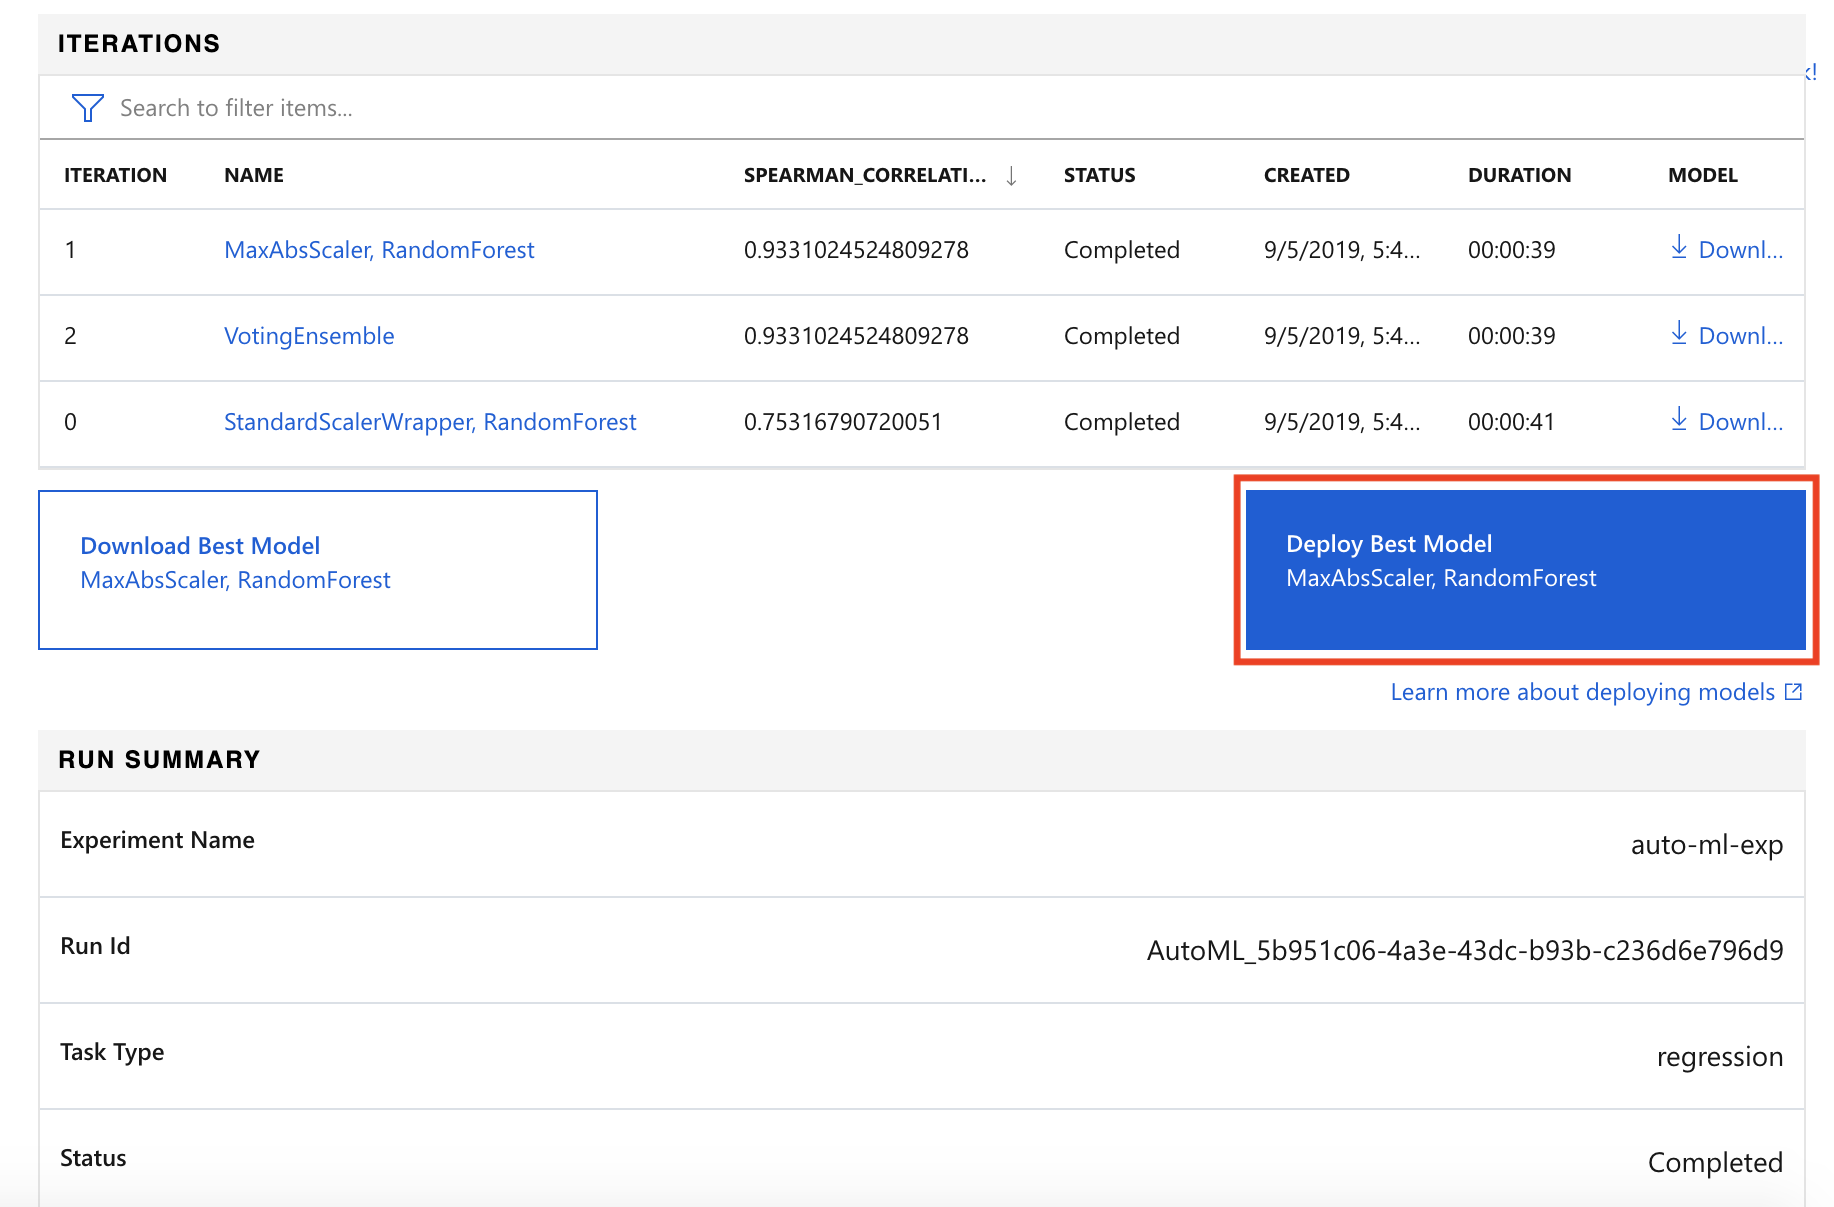 ITERATIONS
Search to filter items...
ITERATION NAME SPEARMAN_CORRELATI... ↓ STATUS CREATED DURATION MODEL
1 MaxAbsScaler, RandomForest 0.9331024524809278 Completed 9/5/2019, 5:4... 00:00:39 Downl...
2 VotingEnsemble 0.9331024524809278 Completed 9/5/2019, 5:4... 00:00:39 Downl...
0 StandardScalerWrapper, RandomForest 0.75316790720051 Completed 9/5/2019, 5:4... 00:00:41 Downl...
Download Best Model
MaxAbsScaler, RandomForest
Deploy Best Model
MaxAbsScaler, RandomForest
Learn more about deploying models
RUN SUMMARY
Experiment Name auto-ml-exp
Run Id AutoML_5b951c06-4a3e-43dc-b93b-c236d6e796d9
Task Type regression
Status Completed